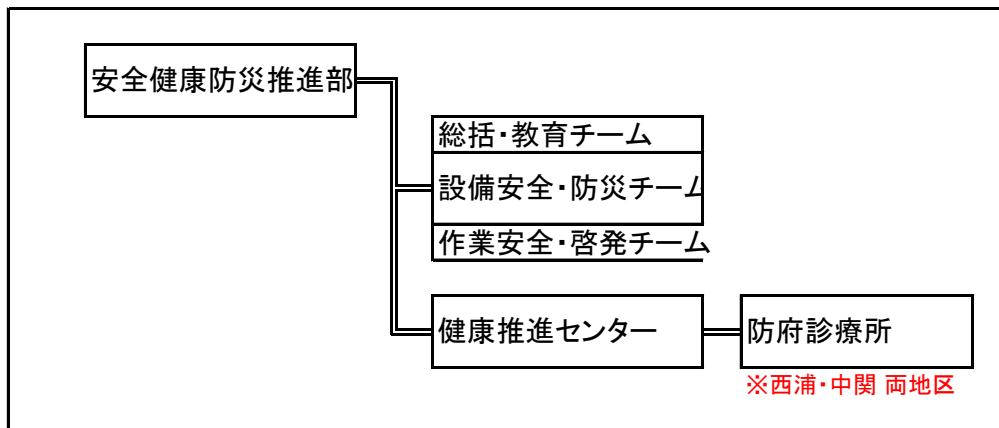 安全健康防災推進部
総括・教育チーム
設備安全・防災チーム
作業安全・啓発チーム
健康推進センター
防府診療所
※西浦・中関 両地区